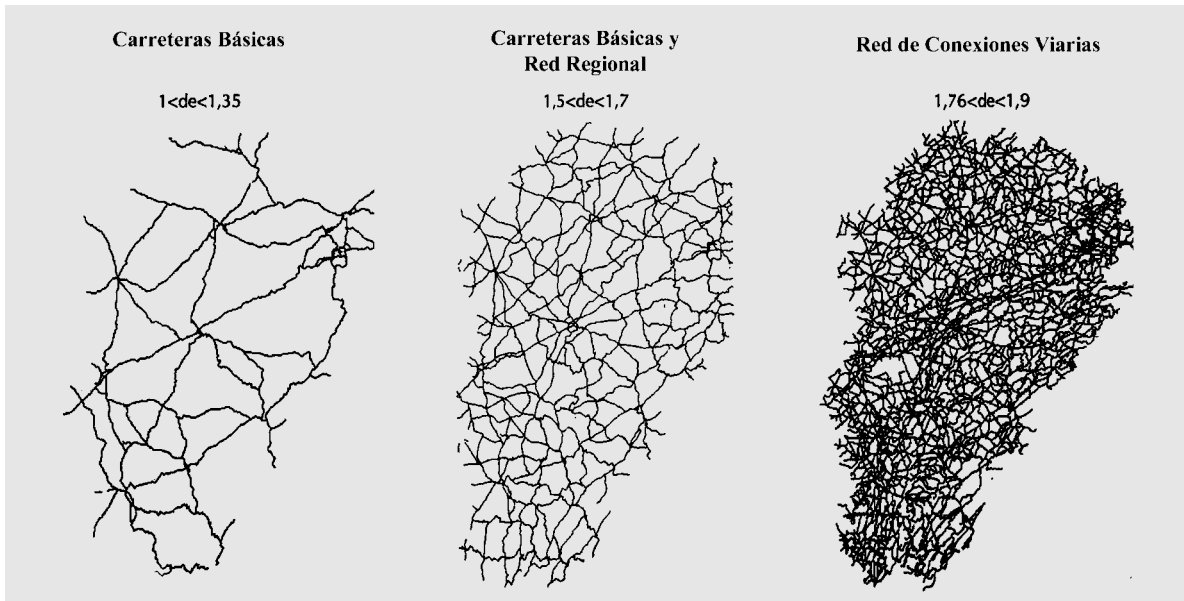 Carreteras Básicas
1<de<1,35
Carreteras Básicas y
Red Regional
1,5<de<1,7
Red de Conexiones Viarias
1,76<de<1,9